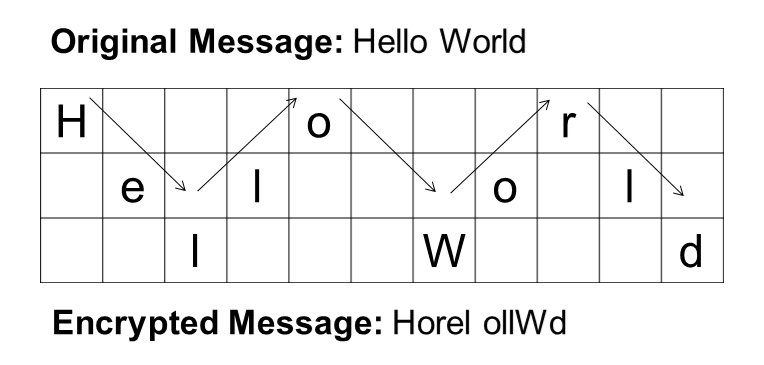 Original Message: Hello World
H o r
e l o l
l W d
Encrypted Message: Horel ollWd